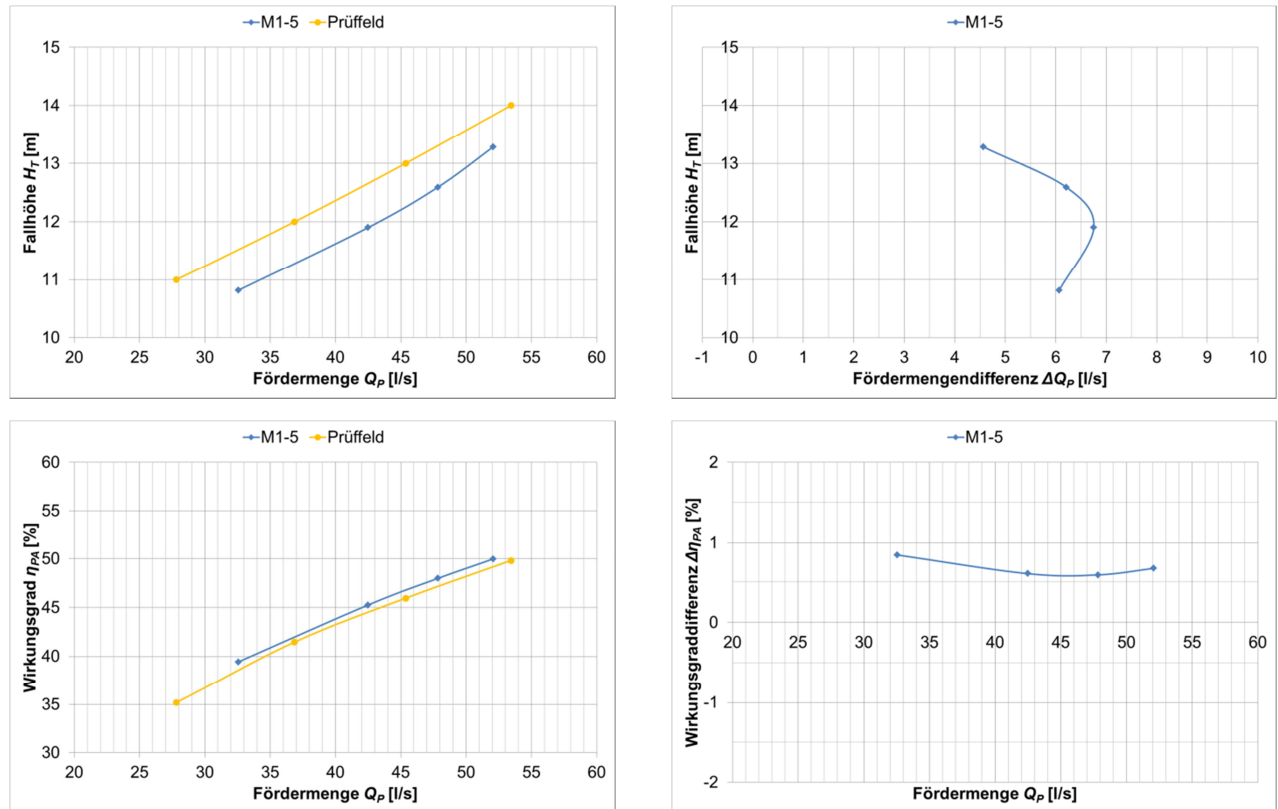 M1-5 Prüffeld
Fallhöhe H_T [m]
15
14
13
12
11
10
20 25 30 35 40 45 50 55 60
Fördermenge Q_P [l/s]
M1-5
Fallhöhe H_T [m]
15
14
13
12
11
10
-1 0 1 2 3 4 5 6 7 8 9 10
Fördermengendifferenz ΔQ_P [l/s]
M1-5 Prüffeld
Wirkungsgrad η_PA [%]
60
55
50
45
40
35
30
20 25 30 35 40 45 50 55 60
Fördermenge Q_P [l/s]
M1-5
Wirkungsgraddifferenz Δη_PA [%]
2
1
0
20 25 30 35 40 45 50 55 60
-1
-2
Fördermenge Q_P [l/s]